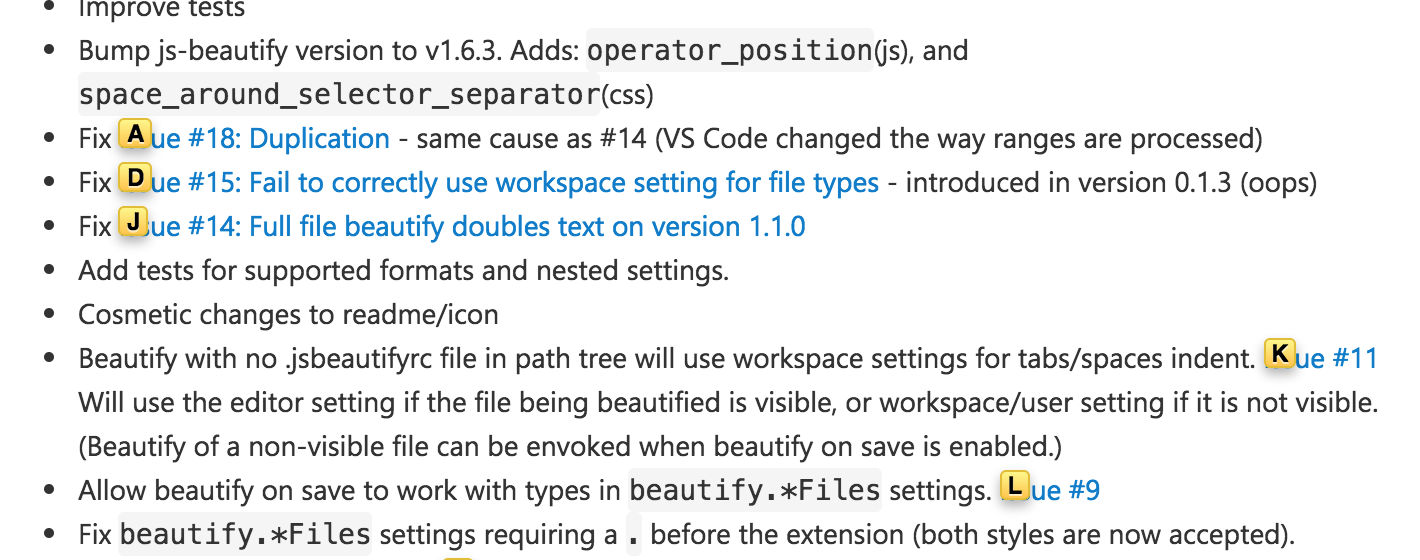 • Improve tests
• Bump js-beautify version to v1.6.3. Adds: operator_position(js), and
space_around_selector_separator(css)
• Fix A ue #18: Duplication - same cause as #14 (VS Code changed the way ranges are processed)
• Fix D ue #15: Fail to correctly use workspace setting for file types - introduced in version 0.1.3 (oops)
• Fix J ue #14: Full file beautify doubles text on version 1.1.0
• Add tests for supported formats and nested settings.
• Cosmetic changes to readme/icon
• Beautify with no .jsbeautifyrc file in path tree will use workspace settings for tabs/spaces indent. K ue #11
Will use the editor setting if the file being beautified is visible, or workspace/user setting if it is not visible.
(Beautify of a non-visible file can be envoked when beautify on save is enabled.)
• Allow beautify on save to work with types in beautify.*Files settings. L ue #9
• Fix beautify.*Files settings requiring a . before the extension (both styles are now accepted).